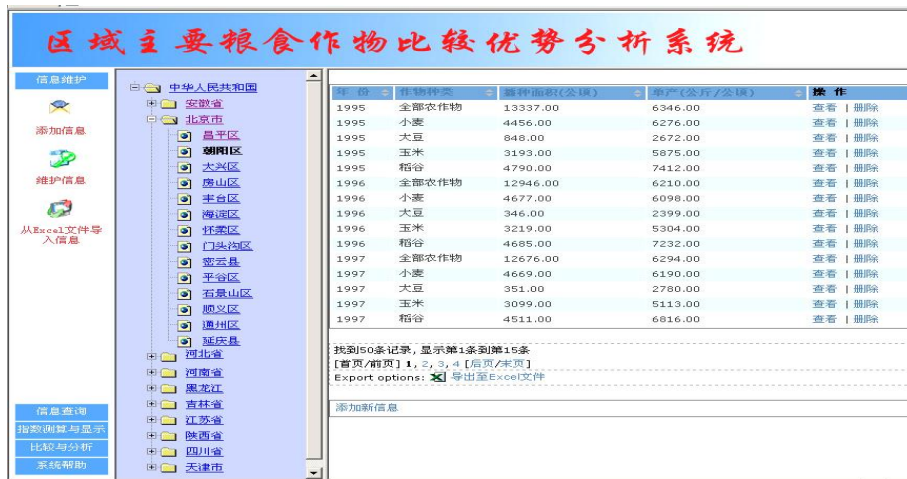 区域主要粮食作物比较优势分析系统
信息维护
添加信息
维护信息
从Excel文件导
入信息
信息查询
指数测算与显示
比较与分析
系统帮助
中华人民共和国
安徽省
北京市
昌平区
朝阳区
大兴区
房山区
丰台区
海淀区
怀柔区
门头沟区
密云县
平谷区
石景山区
顺义区
通州区
延庆县
河北省
河南省
黑龙江
吉林省
江苏省
陕西省
四川省
天津市
年 份 作物种类 播种面积(公顷) 单产(公斤/公顷) 操 作
1995 全部农作物 13337.00 6346.00 查看 | 删除
1995 小麦 4456.00 6276.00 查看 | 删除
1995 大豆 848.00 2672.00 查看 | 删除
1995 玉米 3193.00 5875.00 查看 | 删除
1995 稻谷 4790.00 7412.00 查看 | 删除
1996 全部农作物 12946.00 6210.00 查看 | 删除
1996 小麦 4677.00 6098.00 查看 | 删除
1996 大豆 346.00 2399.00 查看 | 删除
1996 玉米 3219.00 5304.00 查看 | 删除
1996 稻谷 4685.00 7232.00 查看 | 删除
1997 全部农作物 12676.00 6294.00 查看 | 删除
1997 小麦 4669.00 6190.00 查看 | 删除
1997 大豆 351.00 2780.00 查看 | 删除
1997 玉米 3099.00 5113.00 查看 | 删除
1997 稻谷 4511.00 6816.00 查看 | 删除
找到50条记录,显示第1条到第15条
[首页/前页] 1, 2, 3, 4 [后页/末页]
Export options: 导出至Excel文件
添加新信息